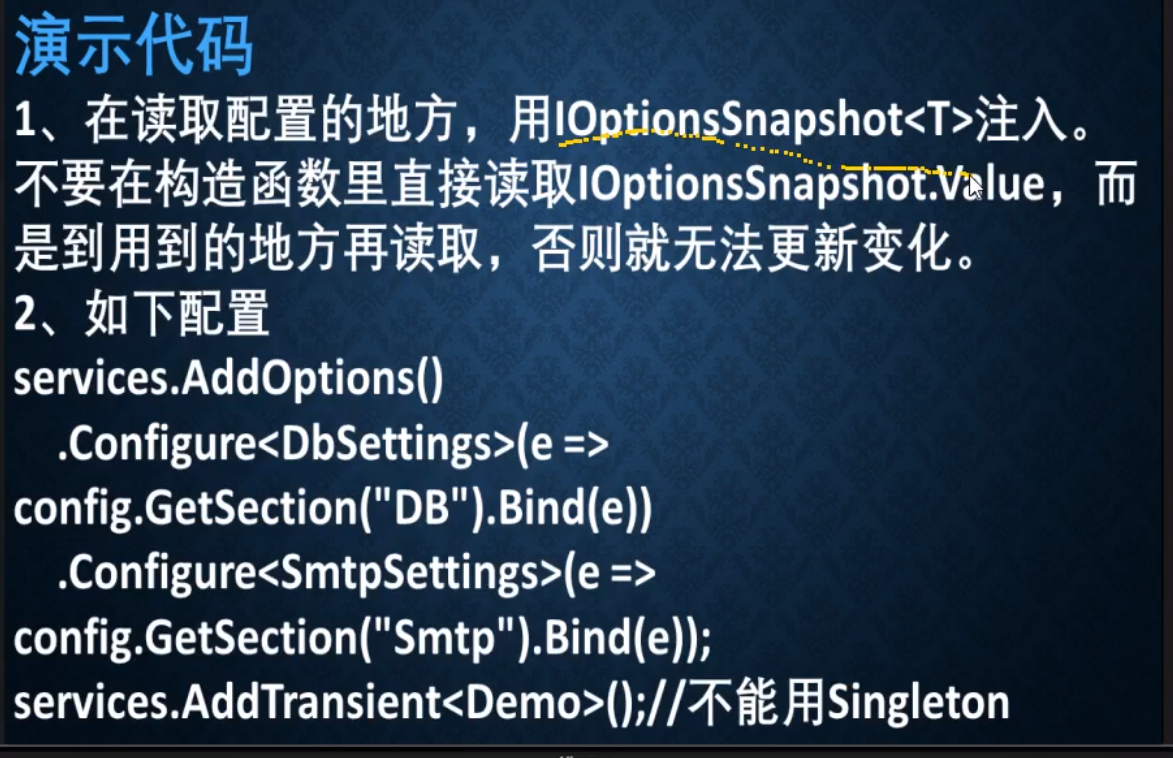 演示代码
1、在读取配置的地方，用IOptionsSnapshot<T>注入。
不要在构造函数里直接读取IOptionsSnapshot.Value，而
是到用到的地方再读取，否则就无法更新变化。
2、如下配置
services.AddOptions()
.Configure<DbSettings>(e =>
config.GetSection("DB").Bind(e))
.Configure<SmtpSettings>(e =>
config.GetSection("Smtp").Bind(e));
services.AddTransient<Demo>();//不能用Singleton